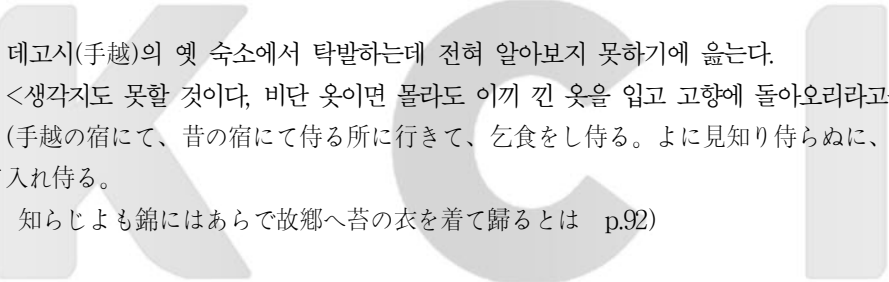 데고시(手越)의 옛 숙소에서 탁발하는데 전혀 알아보지 못하기에 읊는다.
<생각지도 못할 것이다, 비단 옷이면 몰라도 이끼 낀 옷을 입고 고향에 돌아오리라고
(手越の宿にて、昔の宿にて侍る所に行きて、乞食をし侍る。よに見知り侍らぬに、
入れ侍る。
知らじよも錦にはあらで故郷へ苔の衣を着て歸るとは p.92)
KCI